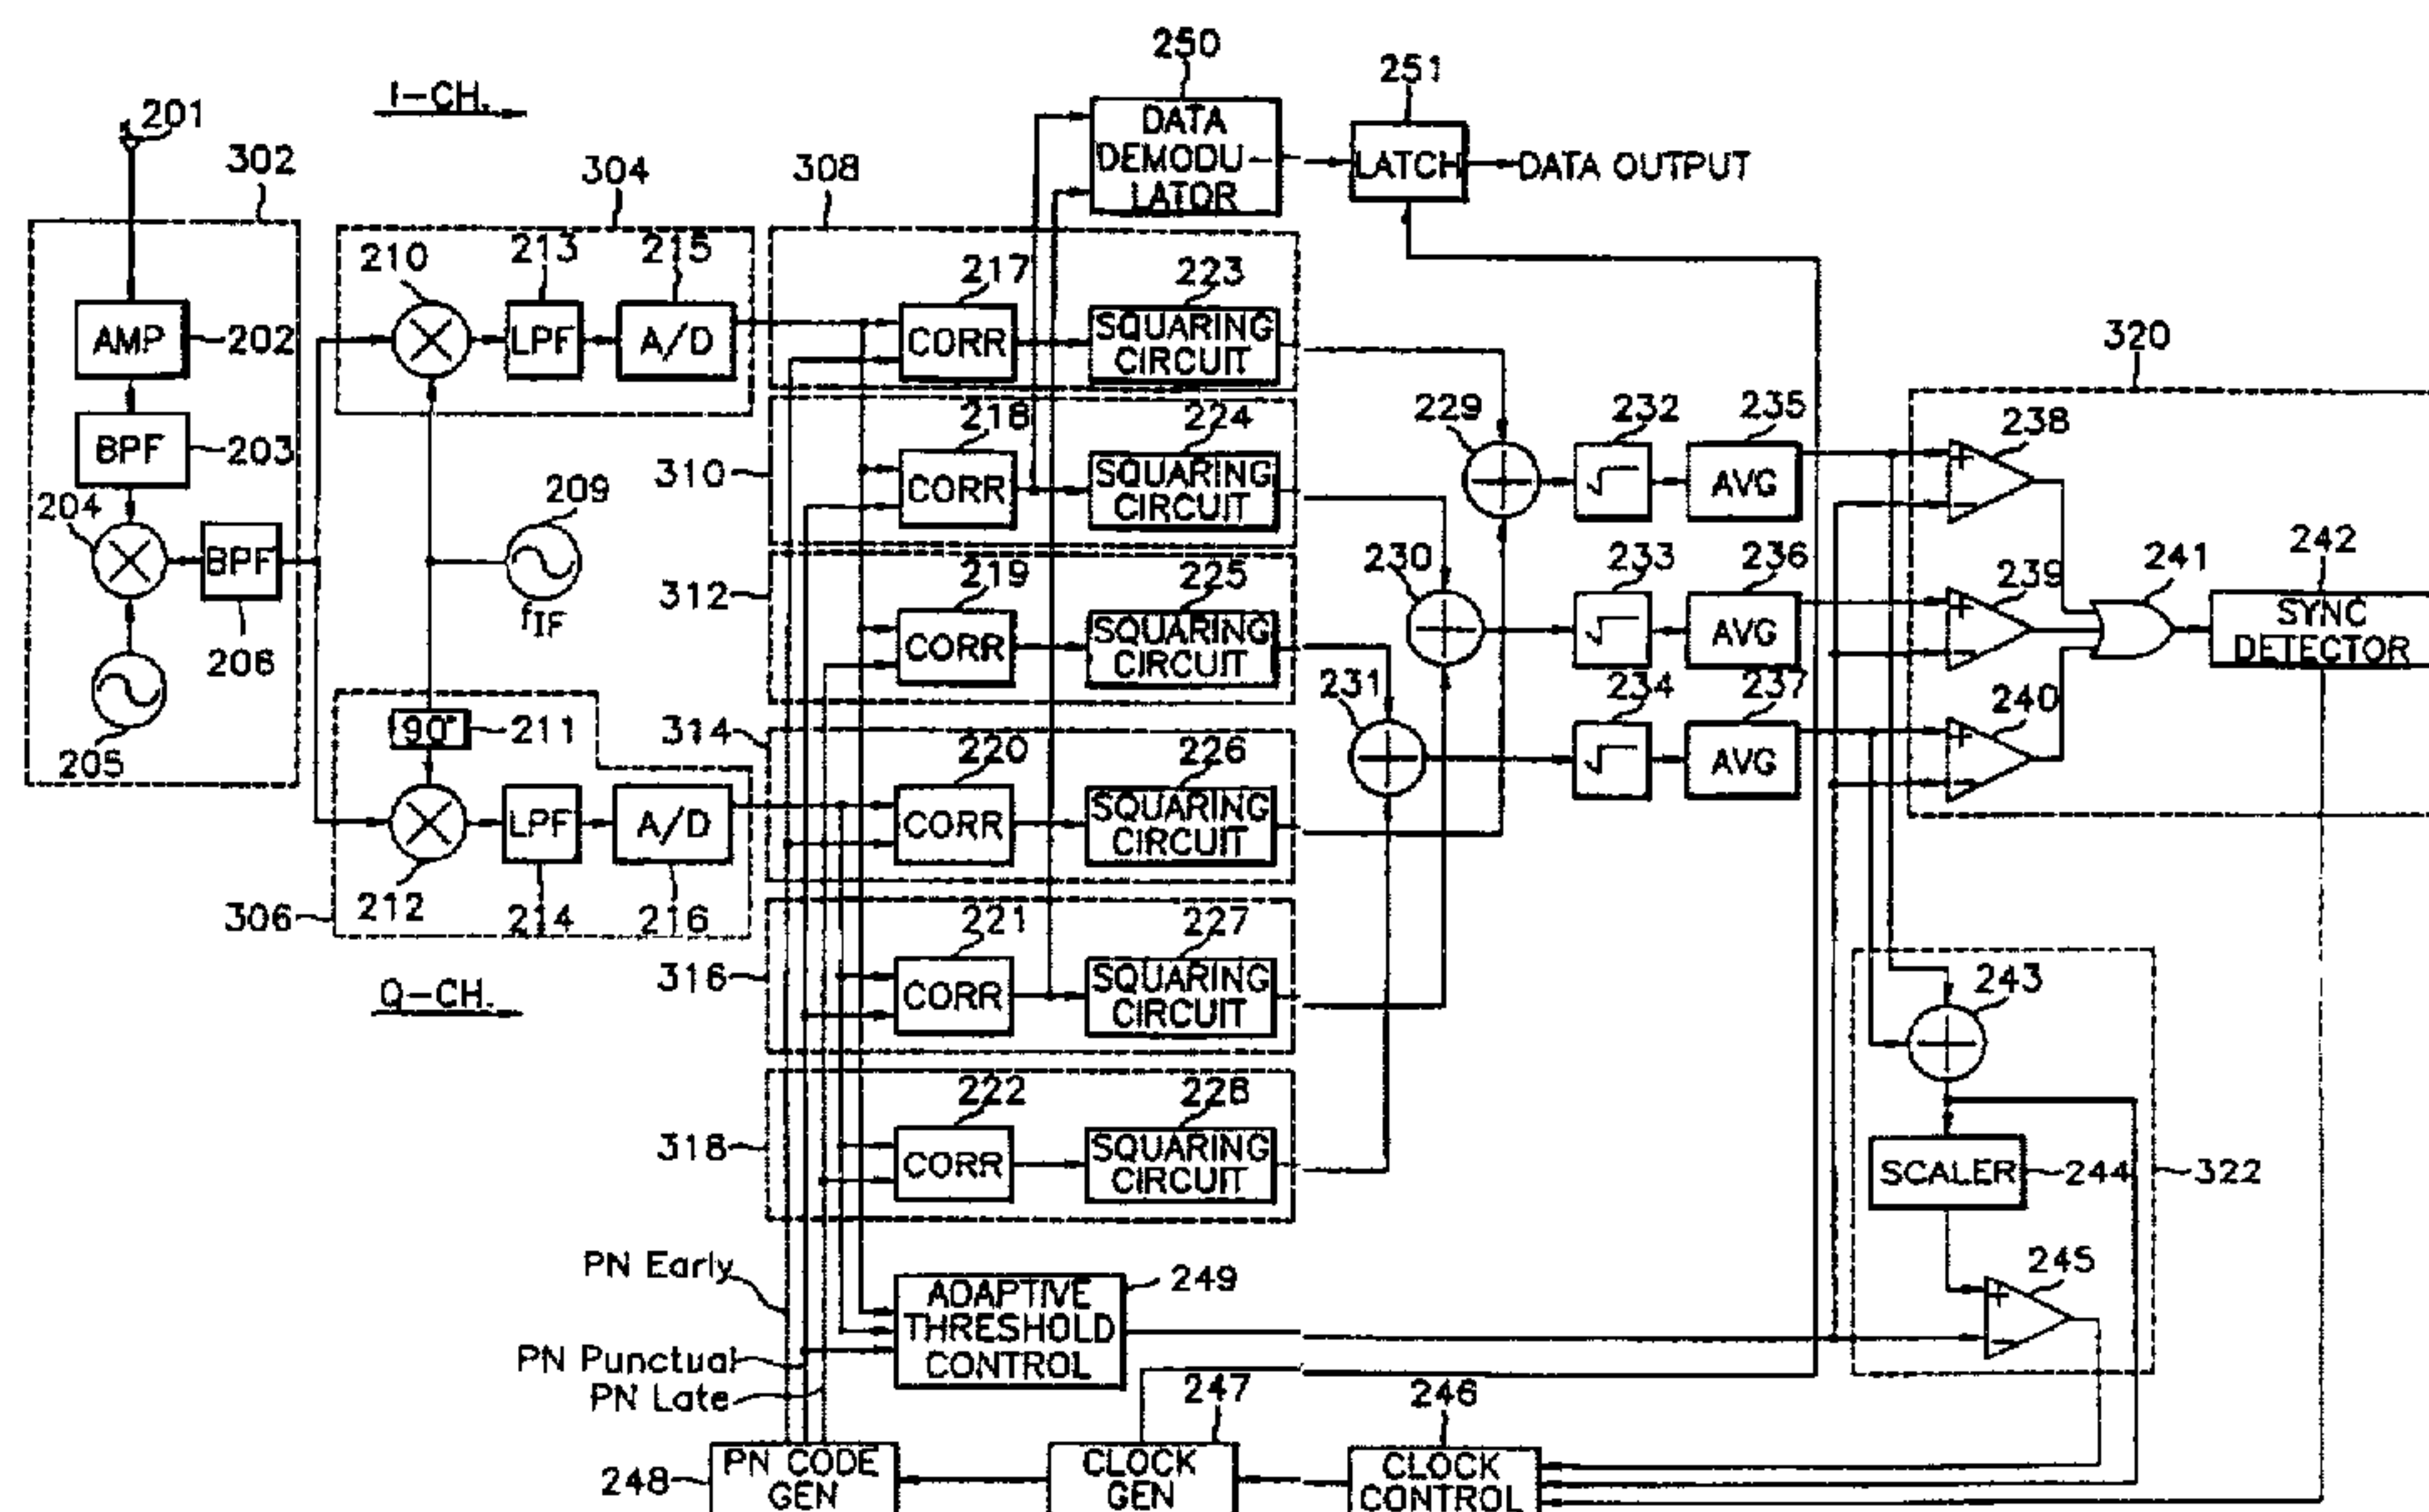 250
251
I-CH.
201
302
304
308
DATA
DEMODU-
LATOR
LATCH
DATA OUTPUT
210
213
215
217
223
AMP
202
LPF
A/D
CORR
SQUARING
CIRCUIT
320
BPF
203
218
224
229
232
235
238
310
CORR
SQUARING
CIRCUIT
√
AVG
+
−
204
209
BPF
fIF
206
205
312
219
225
230
233
236
239
241
242
CORR
SQUARING
CIRCUIT
√
AVG
+
−
SYNC
DETECTOR
231
234
237
240
90°
211
314
220
226
√
AVG
+
−
LPF
A/D
CORR
SQUARING
CIRCUIT
306
212
214
216
Q-CH.
316
221
227
CORR
SQUARING
CIRCUIT
243
318
222
228
CORR
SQUARING
CIRCUIT
SCALER
244
322
PN Early
249
ADAPTIVE
THRESHOLD
CONTROL
245
+
−
PN Punctual
PN Late
247
246
248
PN CODE
GEN
CLOCK
GEN
CLOCK
CONTROL